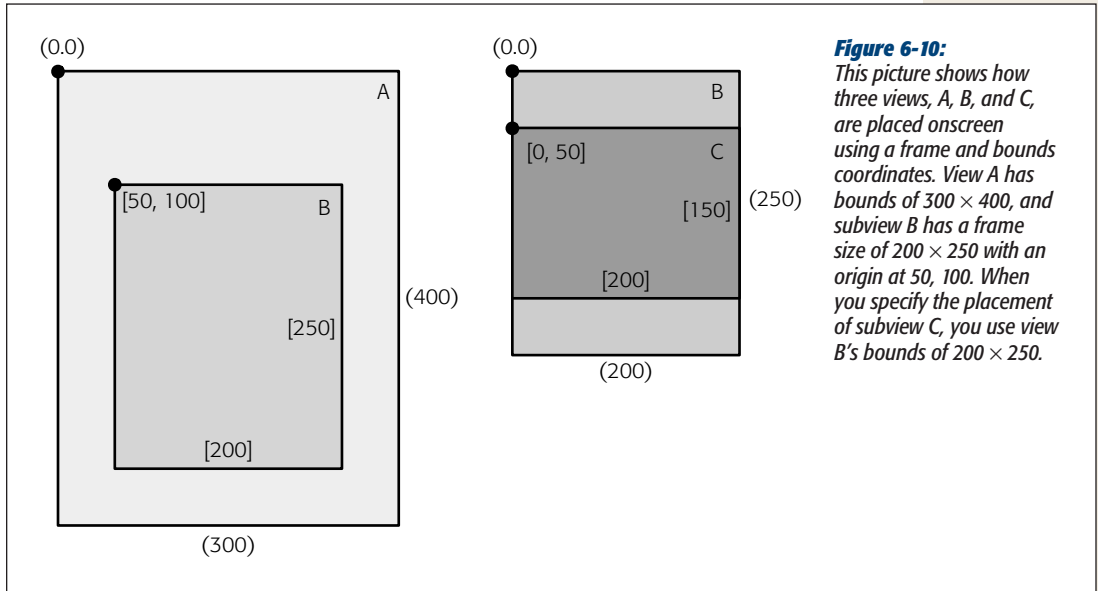 (0.0)
A
[50, 100]
B
[250]
(400)
[200]
(300)
(0.0)
B
[0, 50]
C
[150]
(250)
[200]
(200)
Figure 6-10:
This picture shows how
three views, A, B, and C,
are placed onscreen
using a frame and bounds
coordinates. View A has
bounds of 300 × 400, and
subview B has a frame
size of 200 × 250 with an
origin at 50, 100. When
you specify the placement
of subview C, you use view
B's bounds of 200 × 250.